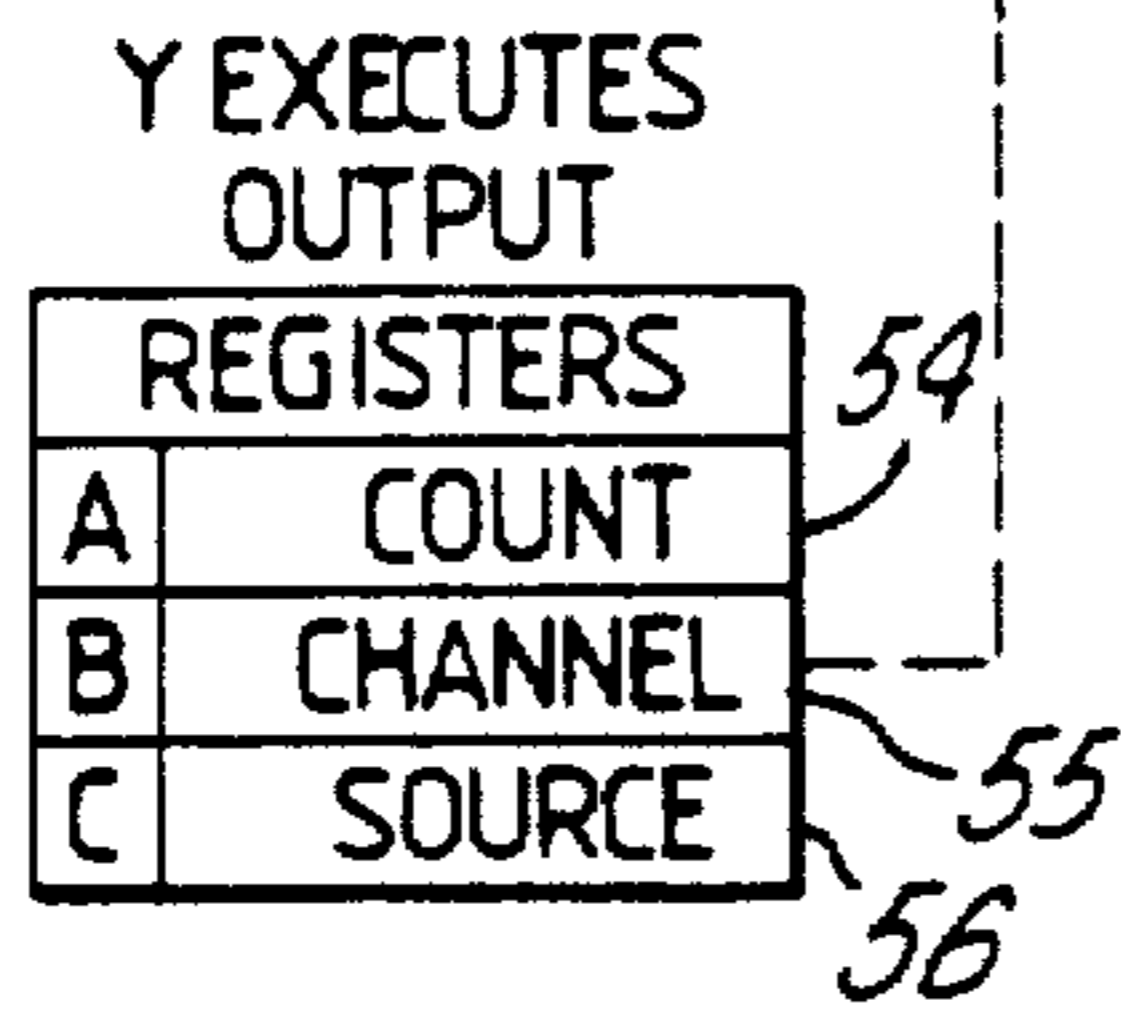 Y EXECUTES
OUTPUT
REGISTERS
54
A COUNT
B CHANNEL
55
C SOURCE
56